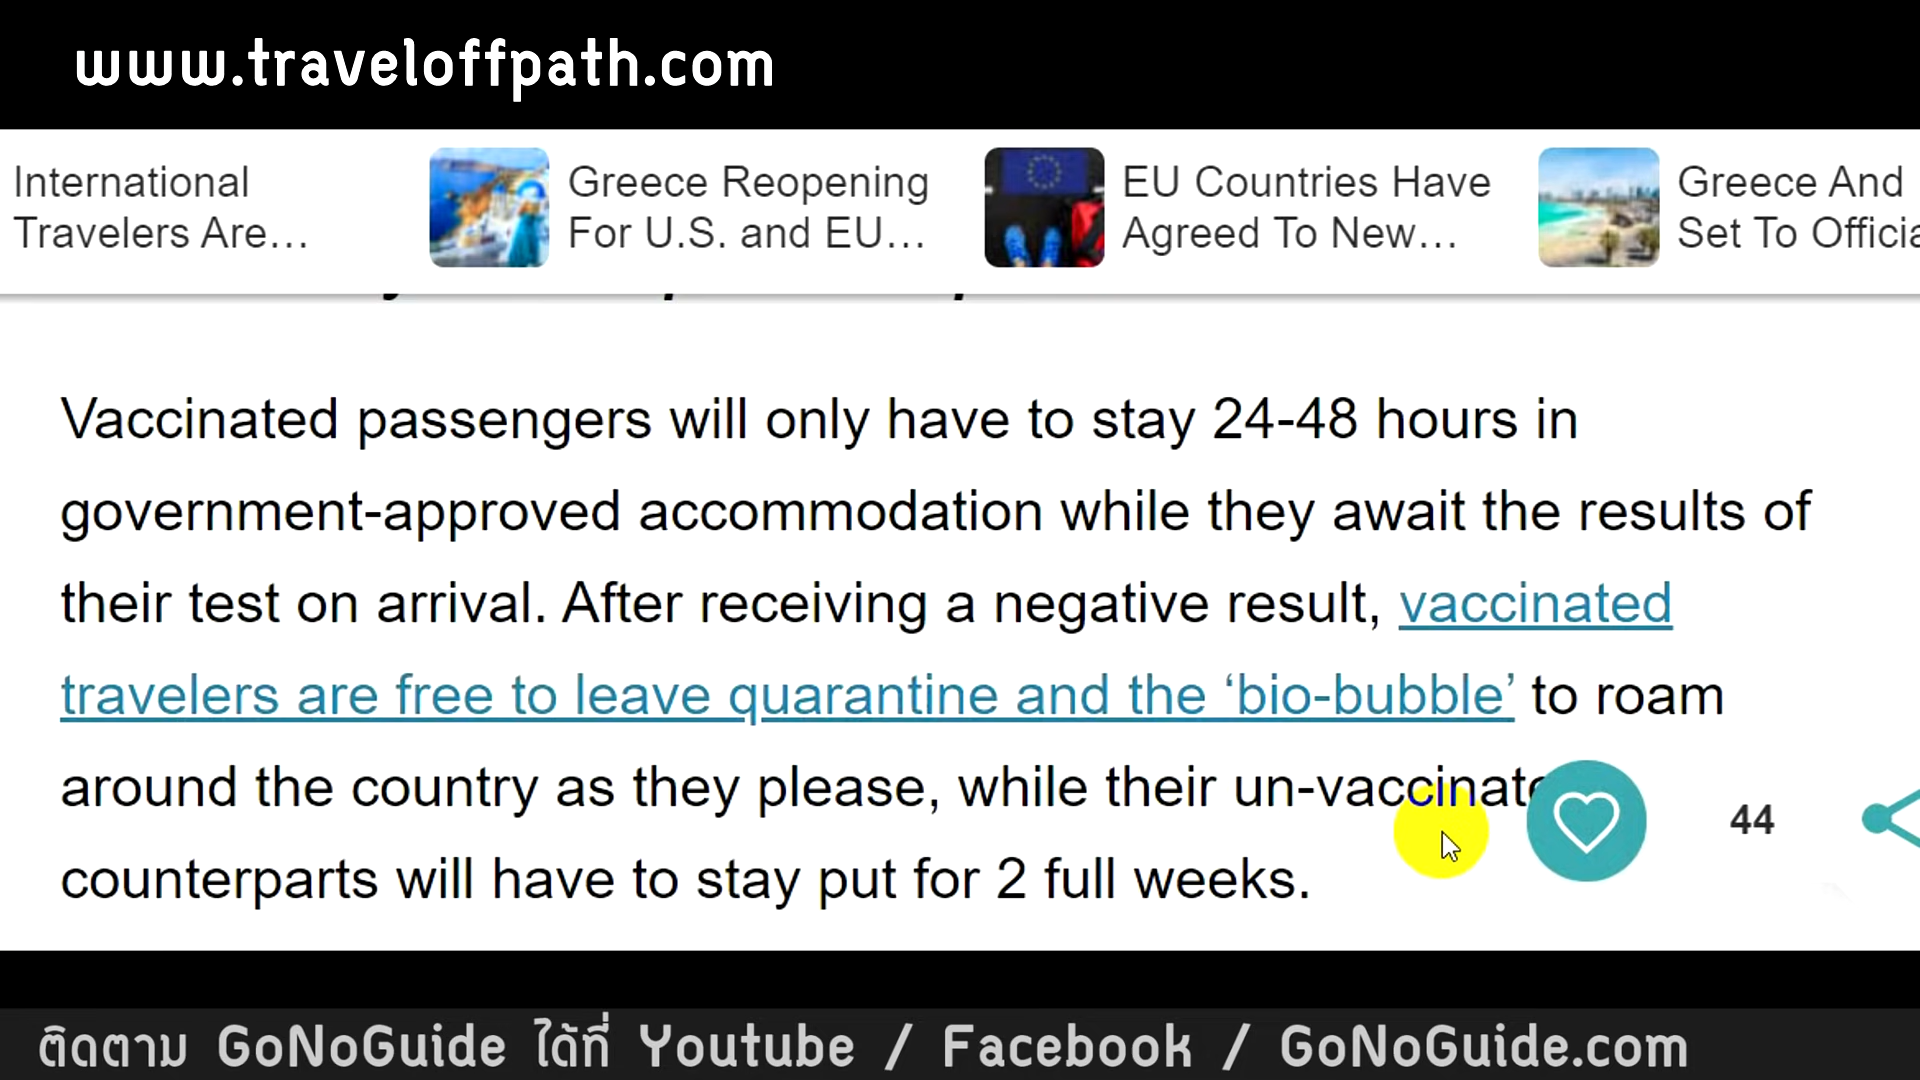 www.traveloffpath.com
International
Travelers Are...
Greece Reopening
For U.S. and EU...
EU Countries Have
Agreed To New...
Greece And
Set To
Vaccinated passengers will only have to stay 24-48 hours in
government-approved accommodation while they await the results of
their test on arrival. After receiving a negative result, vaccinated
travelers are free to leave quarantine and the ‘bio-bubble’ to roam
around the country as they please, while their
counterparts will have to stay put for 2 full weeks.
44
ติดตาม GoNoGuide ได้ที่ Youtube / Facebook / GoNoGuide.com